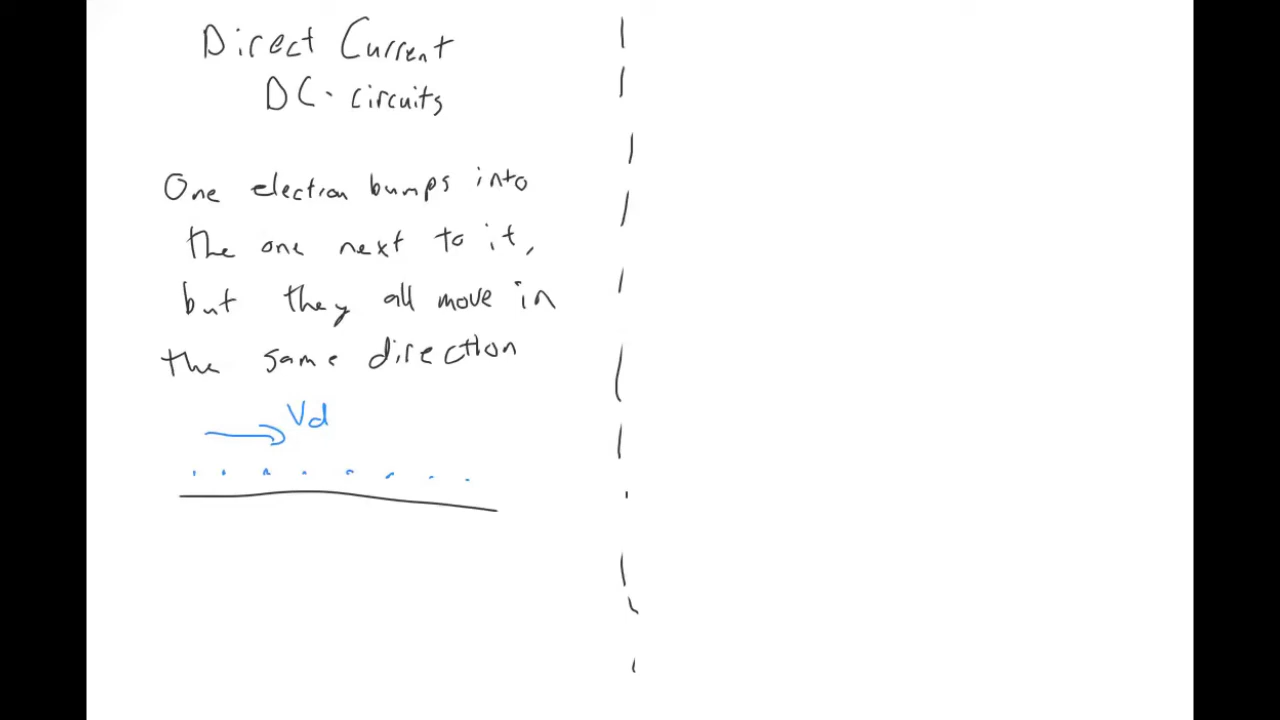 Direct Current
DC. circuits
One electron bumps into
the one next to it,
but they all move in
the same direction
Vd